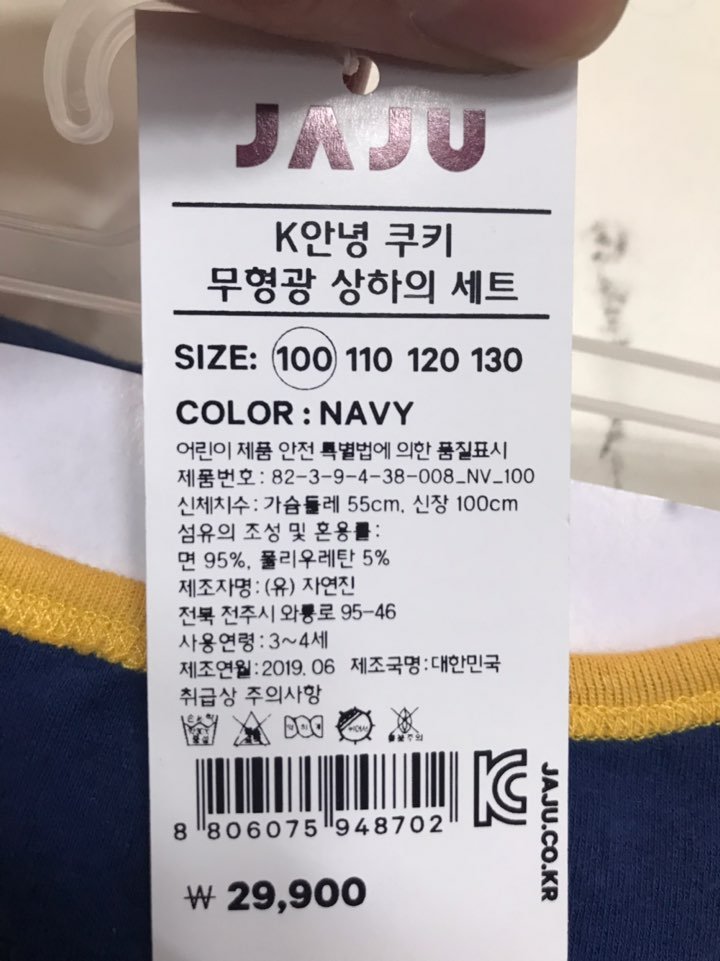 JAJU
K안녕 쿠키
무형광 상하의 세트
SIZE: 100 110 120 130
COLOR : NAVY
어린이 제품 안전 특별법에 의한 품질표시
제품번호 : 82-3-9-4-38-008_NV_100
신체치수 : 가슴둘레 55cm, 신장 100cm
섬유의 조성 및 혼용률 :
면 95%, 폴리우레탄 5%
제조자명 : (유) 자연진
전북 전주시 와룡로 95-46
사용연령 : 3~4세
제조연월 : 2019. 06 제조국명 : 대한민국
취급상 주의사항
8 806075 948702
KC
JAJU.CO.KR
₩ 29,900